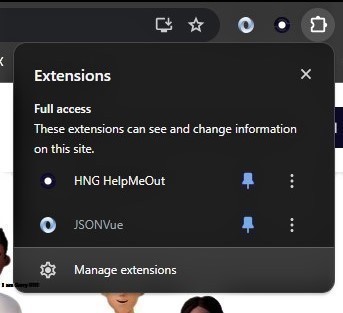 Extensions
Full access
These extensions can see and change information
on this site.
HNG HelpMeOut
JSONVue
Manage extensions